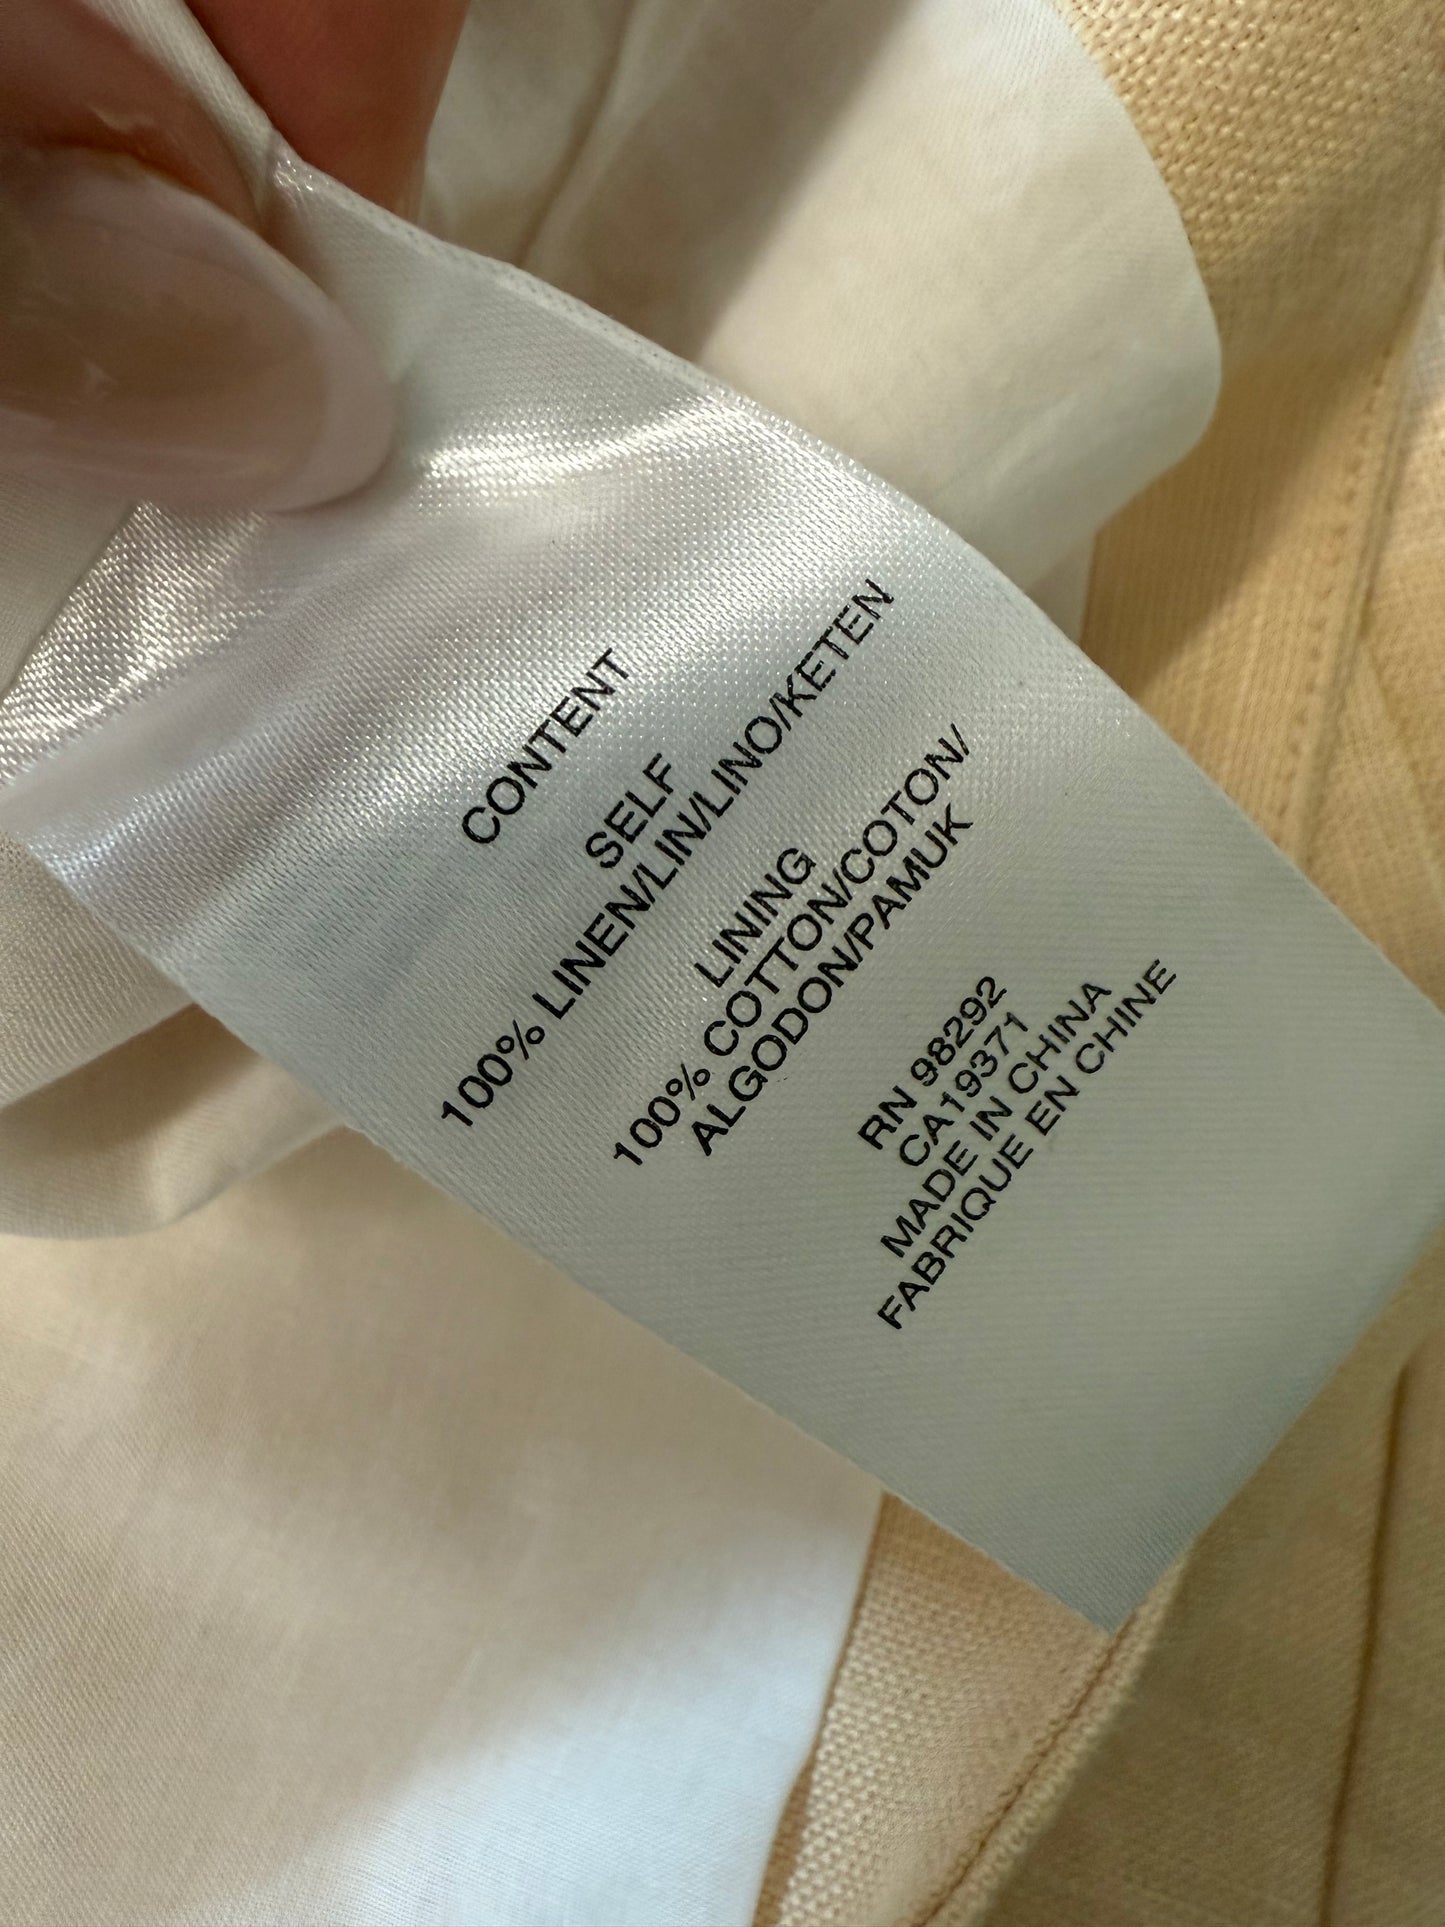 CONTENT
SELF
100% LINEN/LIN/LINO/KETEN
LINING
100% COTTON/COTON/
ALGODON/PAMUK
RN 98292
CA19371
MADE IN CHINA
FABRIQUE EN CHINE